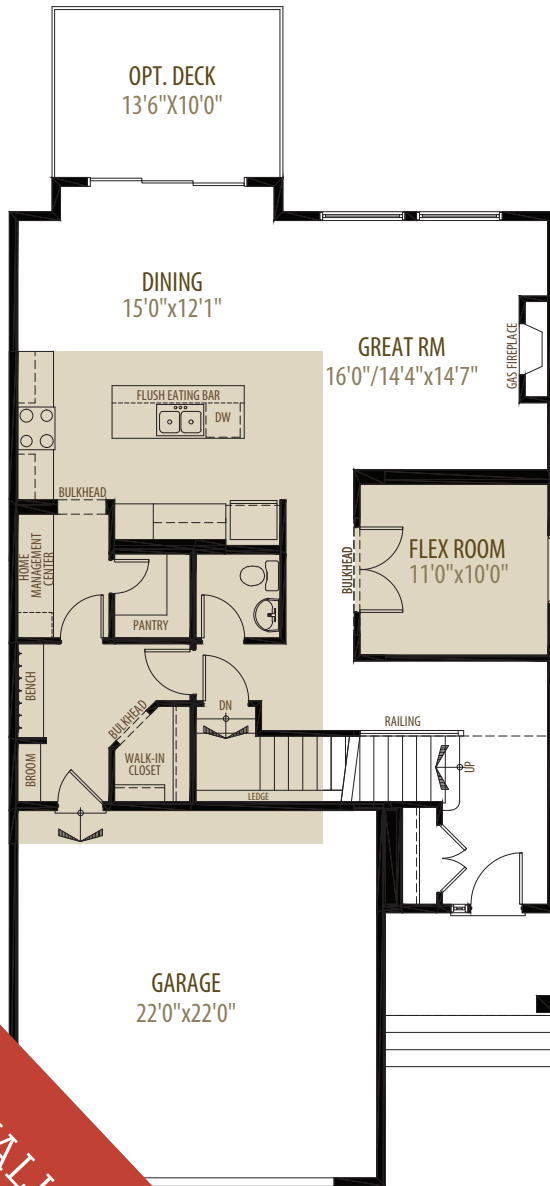 OPT. DECK
13'6"X10'0"
DINING
15'0"x12'1"
GREAT RM
16'0"/14'4"x14'7"
GAS FIREPLACE
FLUSH EATING BAR
DW
BULKHEAD
HOME
MANAGEMENT
CENTER
PANTRY
BULKHEAD
FLEX ROOM
11'0"x10'0"
BENCH
BULKHEAD
DN
RAILING
BROOM
WALK-IN
CLOSET
LEDGE
UP
GARAGE
22'0"x22'0"